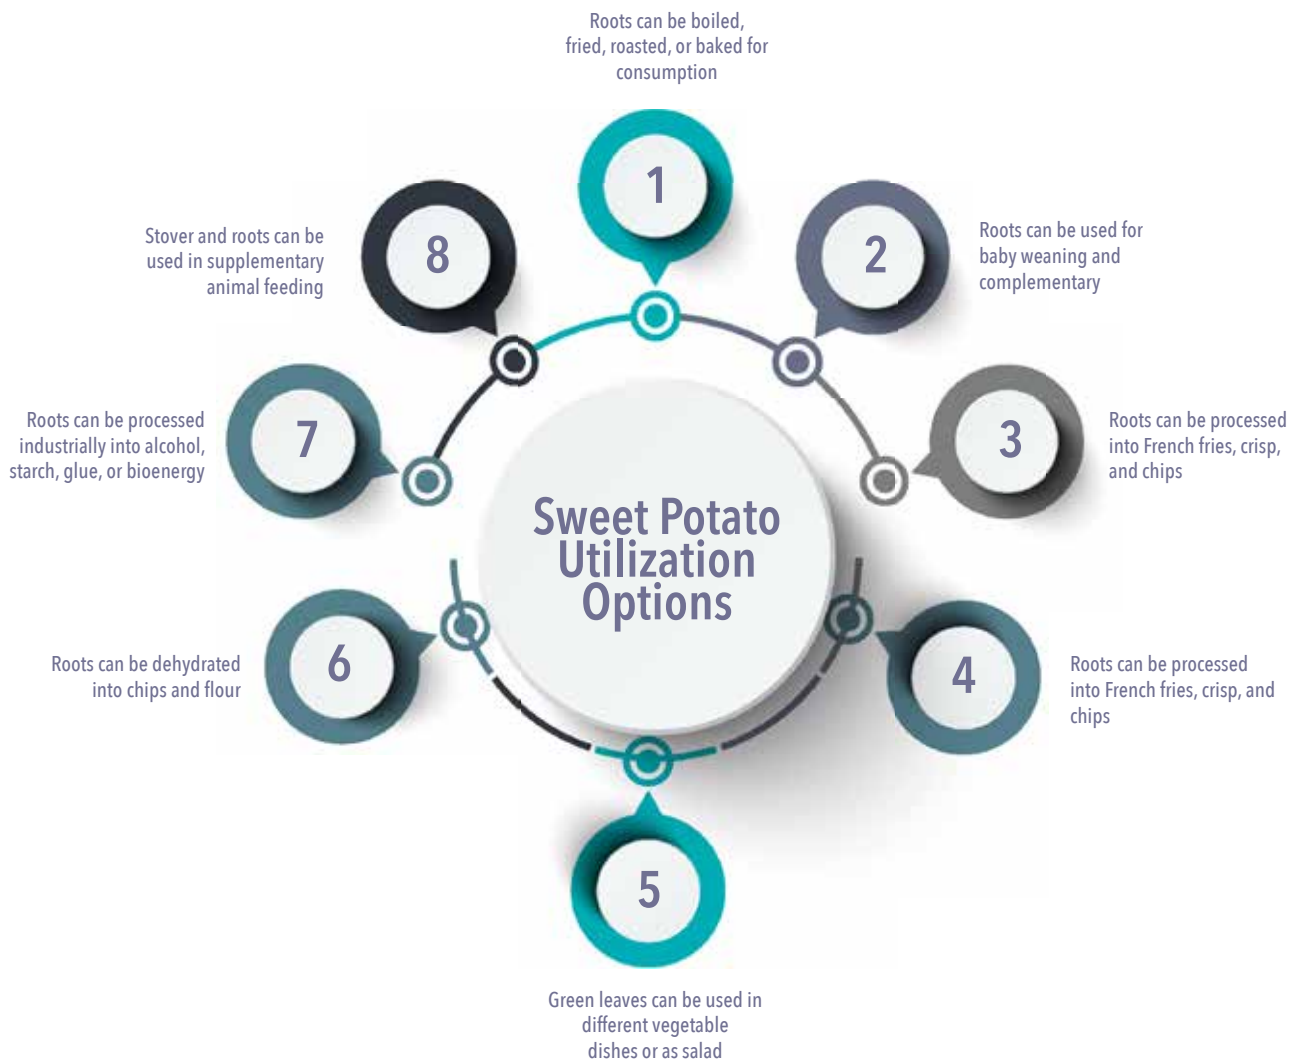 Roots can be boiled,
fried, roasted, or baked for
consumption
1
2
Roots can be used for
baby weaning and
complementary
3
Roots can be processed
into French fries, crisp,
and chips
4
Roots can be processed
into French fries, crisp, and
chips
5
Green leaves can be used in
different vegetable
dishes or as salad
6
Roots can be dehydrated
into chips and flour
7
Roots can be processed
industrially into alcohol,
starch, glue, or bioenergy
8
Stover and roots can be
used in supplementary
animal feeding
Sweet Potato
Utilization
Options